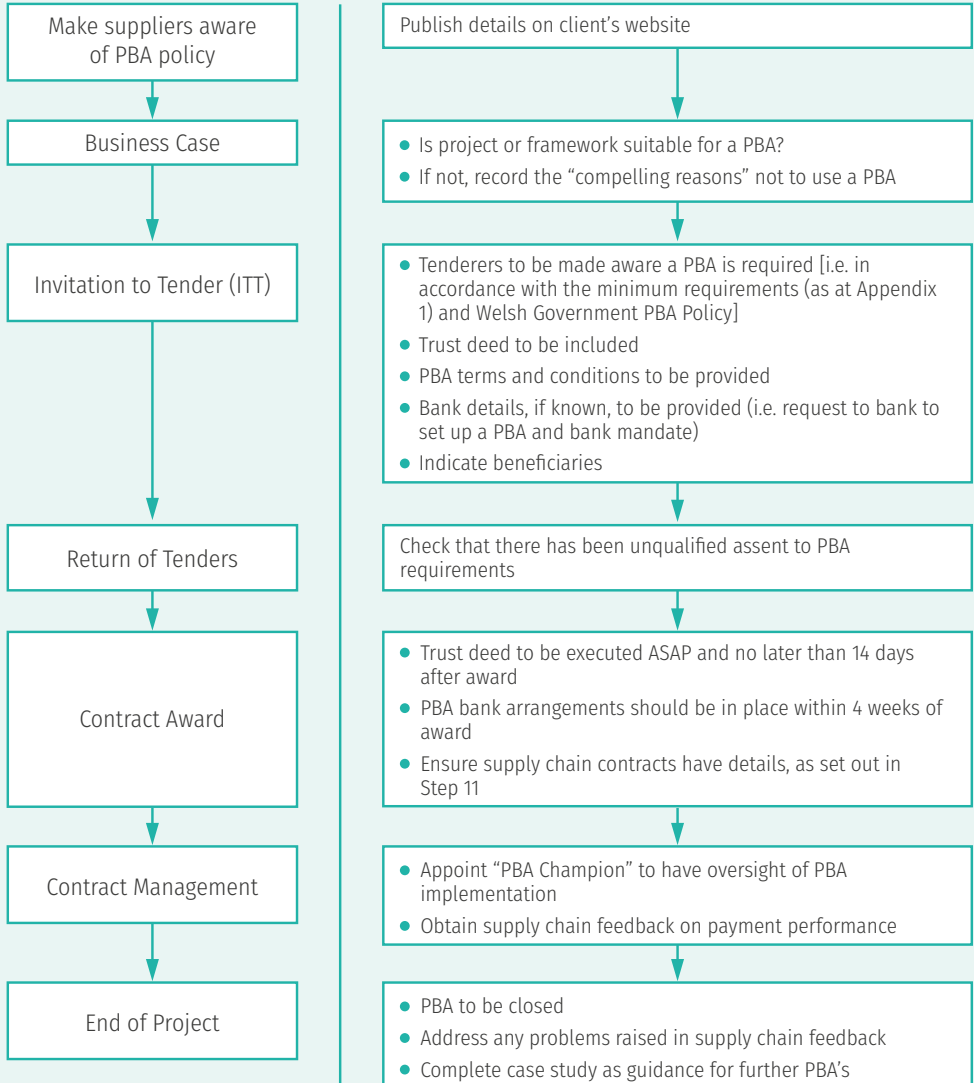 Make suppliers aware
of PBA policy
Publish details on client’s website
Business Case
● Is project or framework suitable for a PBA?
● If not, record the “compelling reasons” not to use a PBA
Invitation to Tender (ITT)
● Tenderers to be made aware a PBA is required [i.e. in
accordance with the minimum requirements (as at Appendix
1) and Welsh Government PBA Policy]
● Trust deed to be included
● PBA terms and conditions to be provided
● Bank details, if known, to be provided (i.e. request to bank to
set up a PBA and bank mandate)
● Indicate beneficiaries
Return of Tenders
Check that there has been unqualified assent to PBA
requirements
Contract Award
● Trust deed to be executed ASAP and no later than 14 days
after award
● PBA bank arrangements should be in place within 4 weeks of
award
● Ensure supply chain contracts have details, as set out in
Step 11
Contract Management
● Appoint “PBA Champion” to have oversight of PBA
implementation
● Obtain supply chain feedback on payment performance
End of Project
● PBA to be closed
● Address any problems raised in supply chain feedback
● Complete case study as guidance for further PBA’s